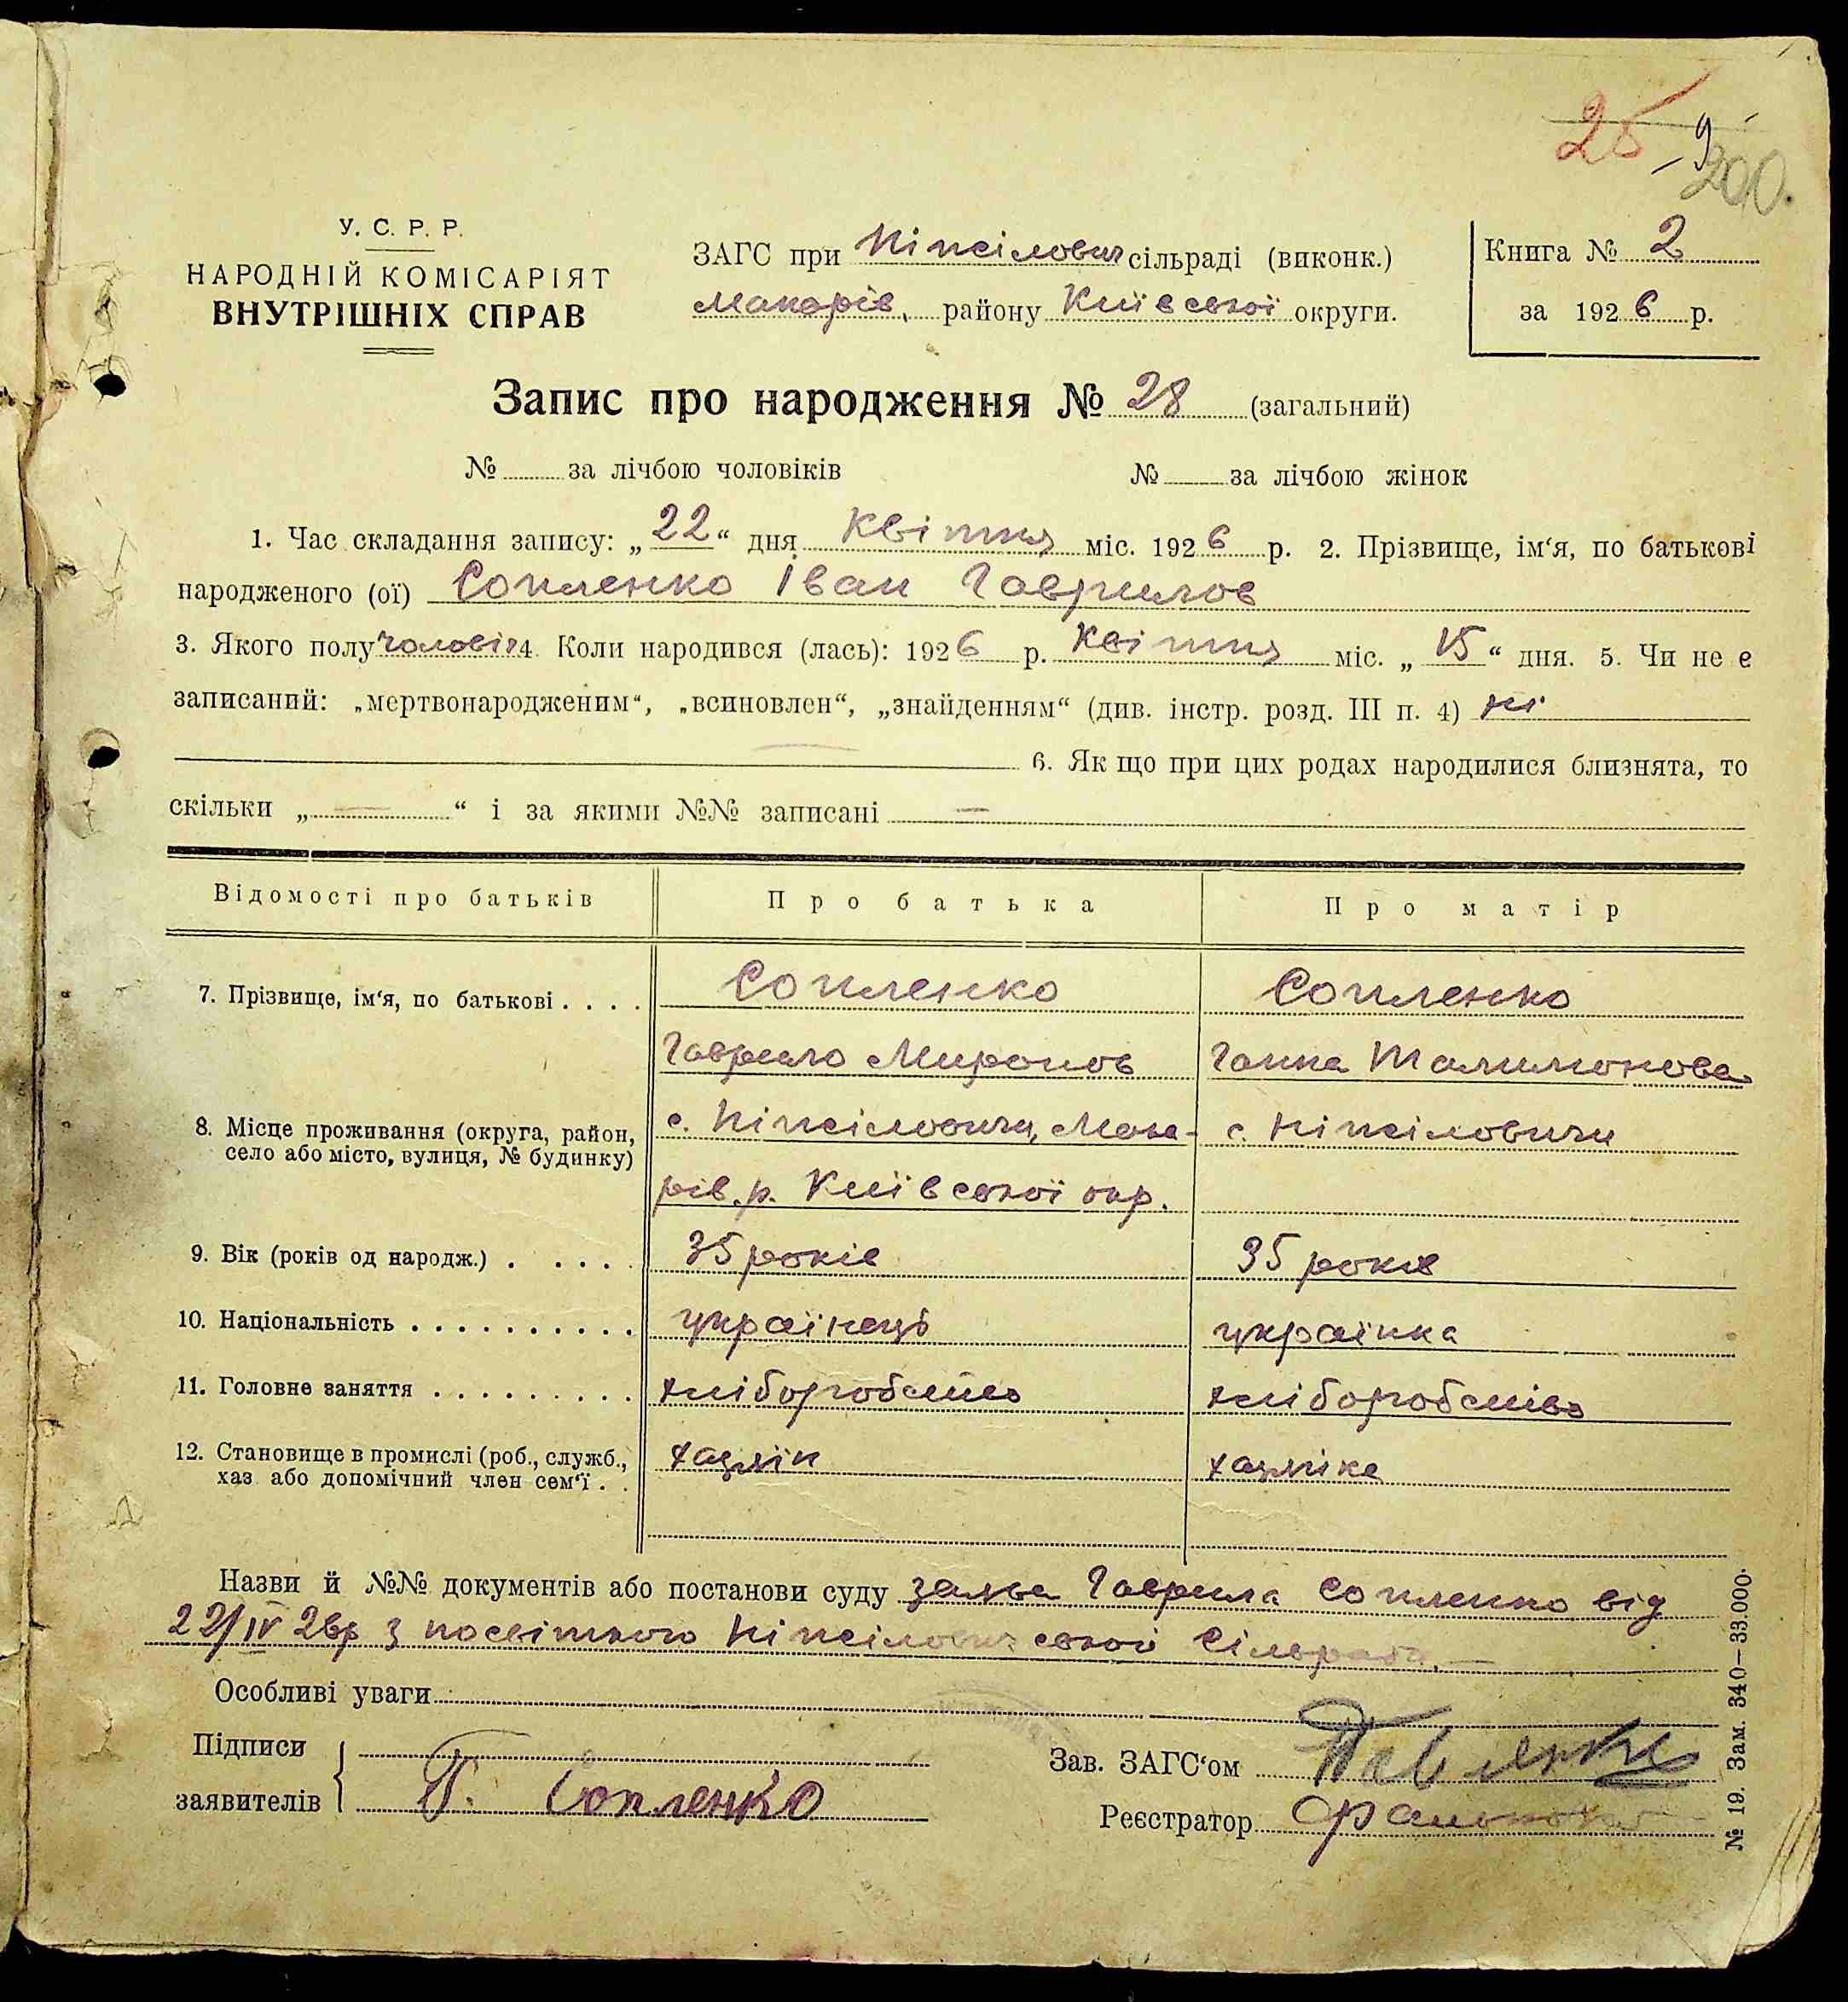 25 9
200.
У. С. Р. Р.
НАРОДНІЙ КОМІСАРІЯТ
ВНУТРІШНІХ СПРАВ
ЗАГС при Ніжилович сільраді (виконк.)
Макарів. району Київської округи.
Книга № 2
за 1926 р.
Запис про народження № 28 (загальний)
№ за лічбою чоловіків № за лічбою жінок
1. Час складання запису: „22“ дня Квітня міс. 1926 р. 2. Прізвище, ім‘я, по батькові
народженого (ої) Сопленко Іван Гаврилов
3. Якого полу чоловіч 4. Коли народився (лась): 1926 р. Квітня міс. „15“ дня. 5. Чи не є
записаний: „мертвонародженим“, „всиновлен“, „знайденням“ (див. інстр. розд. III п. 4) ні
6. Як що при цих родах народилися близнята, то
скільки „—“ і за якими №№ записані —
Відомості про батьків Про батька Про матір
7. Прізвище, ім‘я, по батькові . . . . Сопленко Сопленко
Гаврило Миронов Ганна
8. Місце проживання (округа, район,
село або місто, вулиця, № будинку)
с. Мака-
рів. р. Київської окр.
с.
9. Вік (років од народж.) . . . . . 35 років 35 років
10. Національність . . . . . . . . . . українець українка
11. Головне заняття . . . . . . . . . хліборобство хліборобство
12. Становище в промислі (роб., служб.,
хаз. або допомічний член сем‘ї . .
хазяїн хазяїка
Назви й №№ документів або постанови суду заява Гаврила Сопленко від
22/IV 26р з посвіткою сільради.—
Особливі уваги
Підписи
заявителів
Г. Сопленко
Зав. ЗАГС‘ом
Реєстратор
№ 19. Зам. 340—33.000.